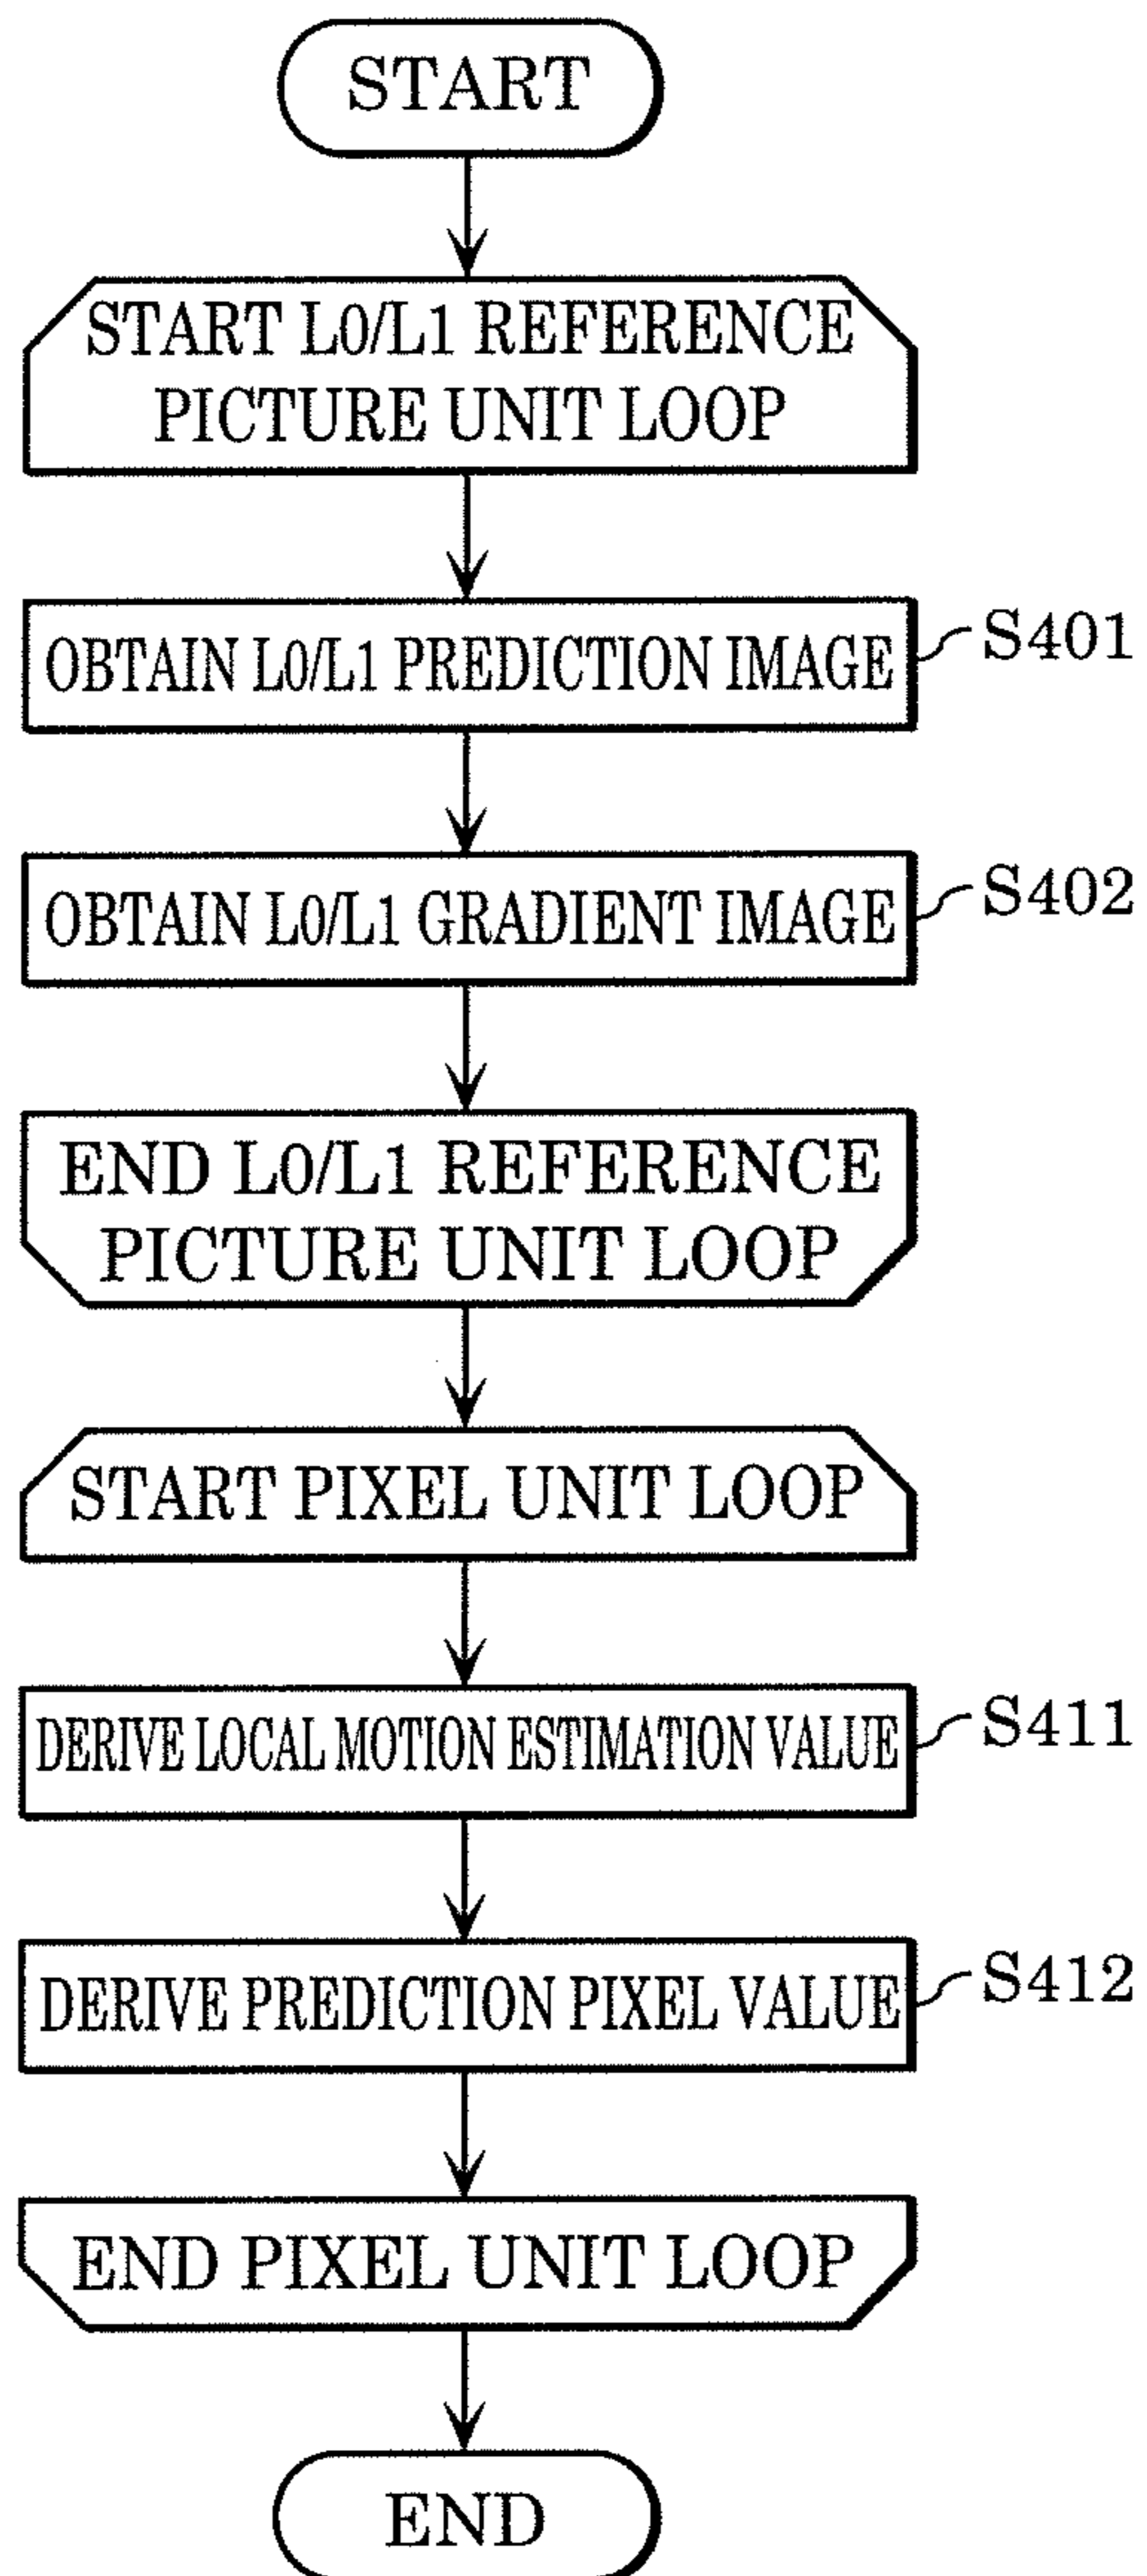 START
START L0/L1 REFERENCE
PICTURE UNIT LOOP
OBTAIN L0/L1 PREDICTION IMAGE
S401
OBTAIN L0/L1 GRADIENT IMAGE
S402
END L0/L1 REFERENCE
PICTURE UNIT LOOP
START PIXEL UNIT LOOP
DERIVE LOCAL MOTION ESTIMATION VALUE
S411
DERIVE PREDICTION PIXEL VALUE
S412
END PIXEL UNIT LOOP
END